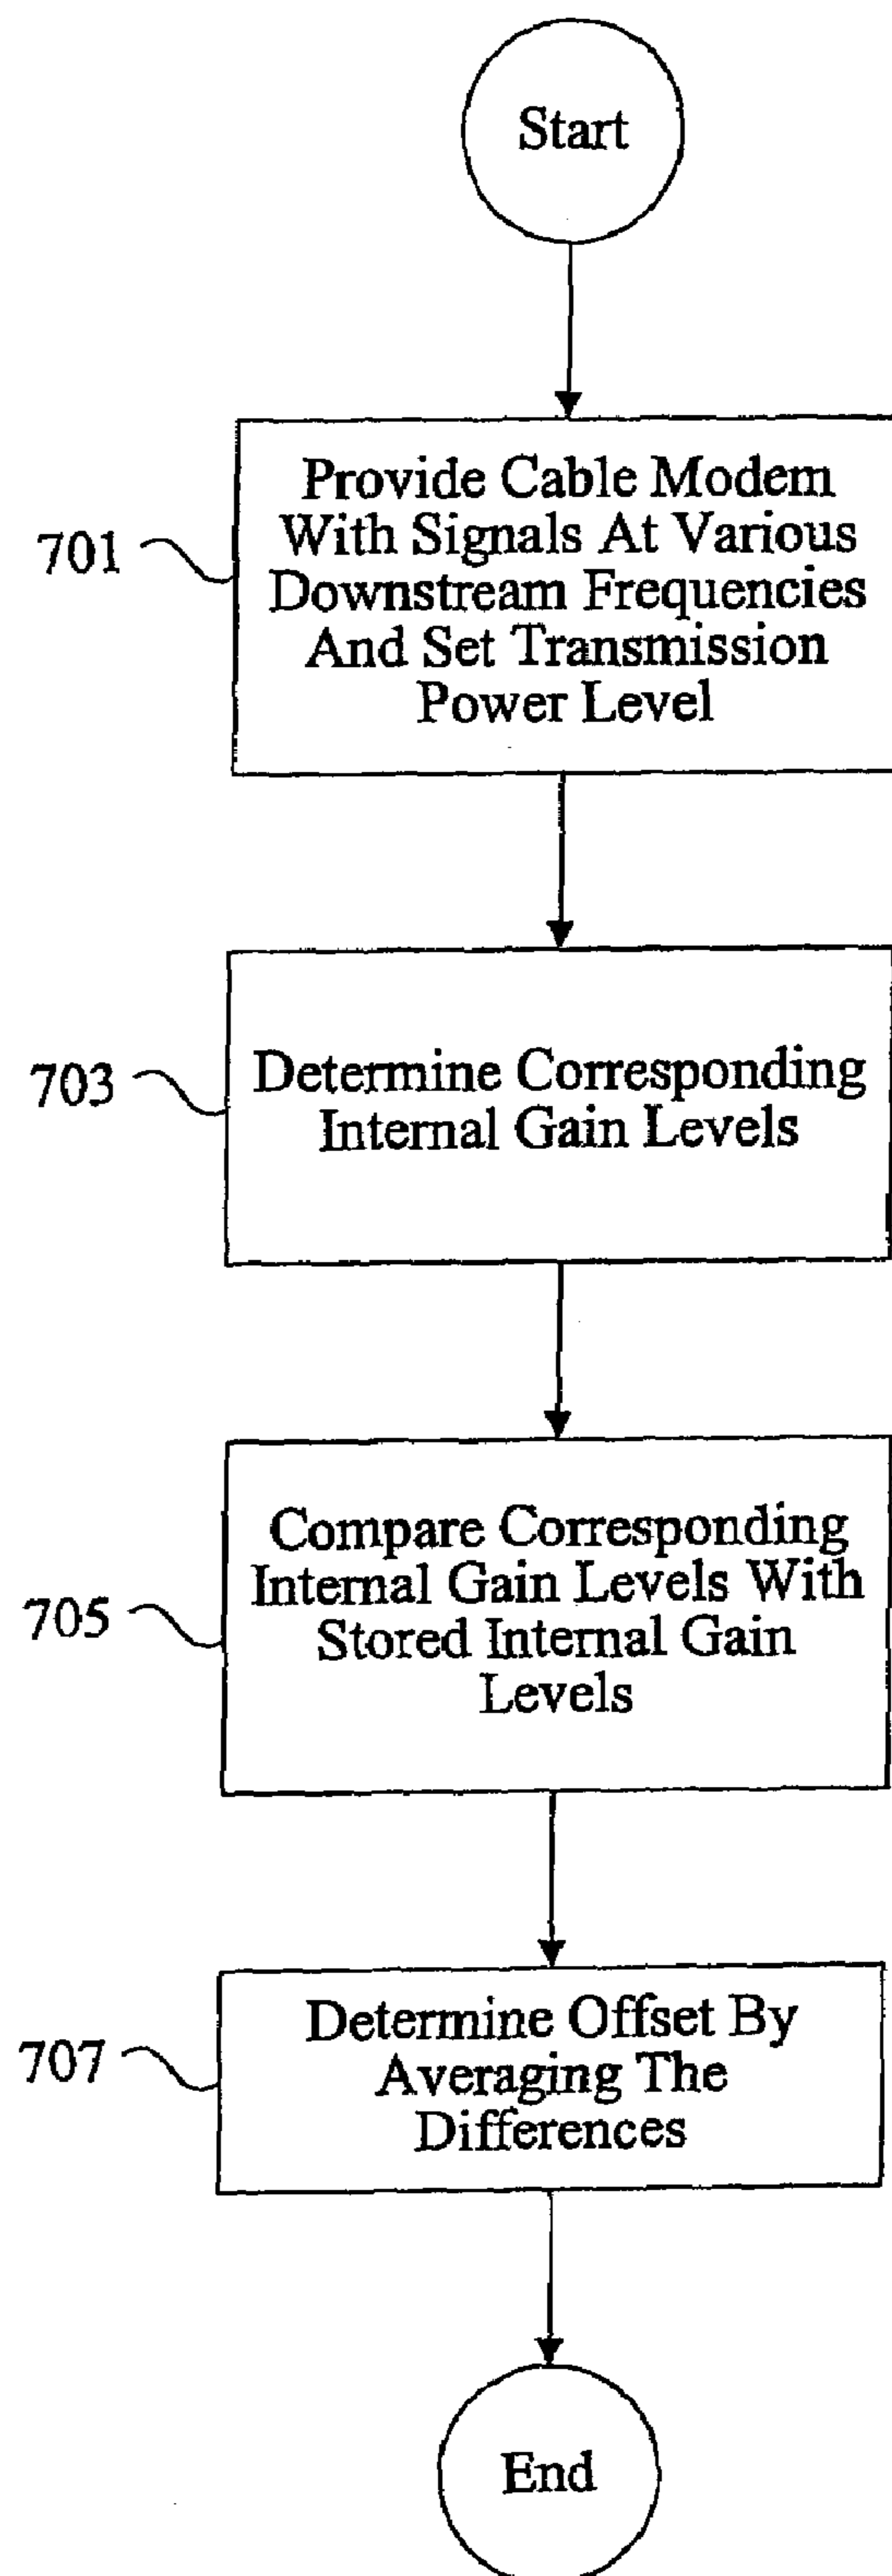 Start
701
Provide Cable Modem
With Signals At Various
Downstream Frequencies
And Set Transmission
Power Level
703
Determine Corresponding
Internal Gain Levels
705
Compare Corresponding
Internal Gain Levels With
Stored Internal Gain
Levels
707
Determine Offset By
Averaging The
Differences
End